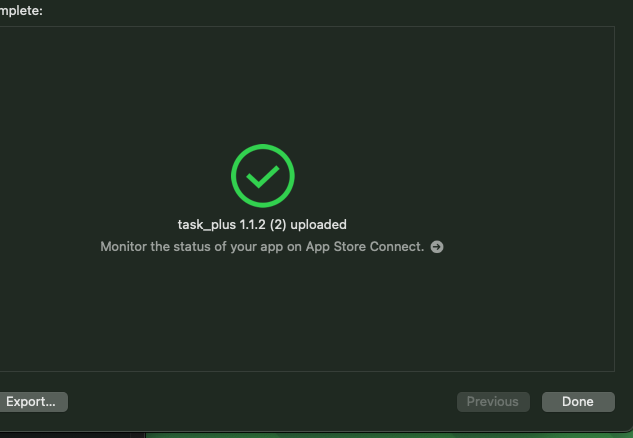 mplete:
task_plus 1.1.2 (2) uploaded
Monitor the status of your app on App Store Connect.
Export...
Previous
Done